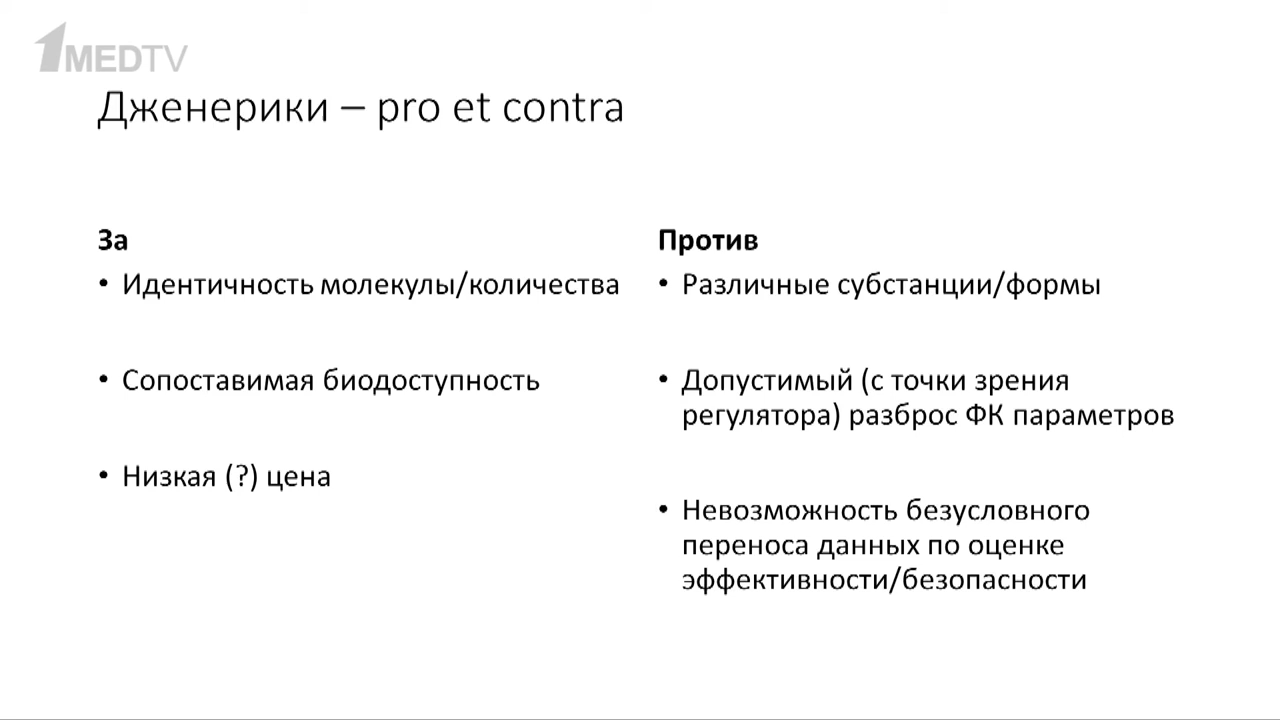 1MEDTV
Дженерики – pro et contra
За
• Идентичность молекулы/количества
• Сопоставимая биодоступность
• Низкая (?) цена
Против
• Различные субстанции/формы
• Допустимый (с точки зрения
регулятора) разброс ФК параметров
• Невозможность безусловного
переноса данных по оценке
эффективности/безопасности